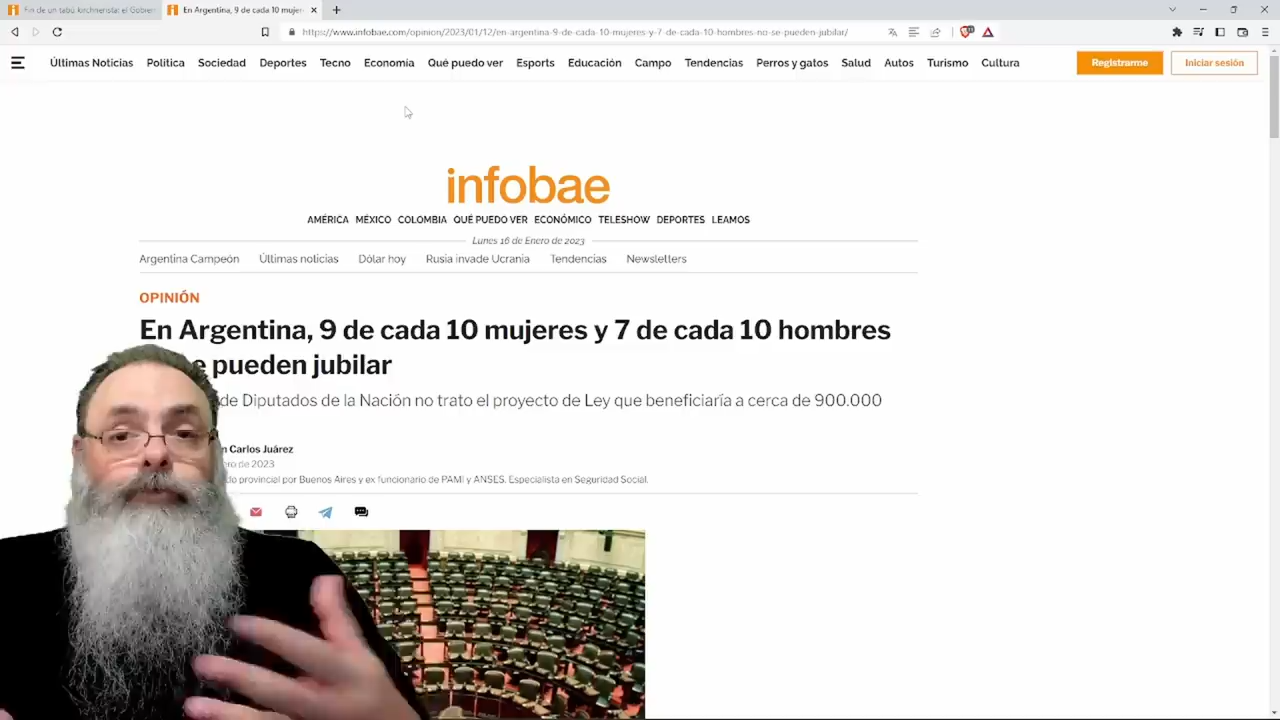 Fin de un tabú kirchnerista: el Gobier
En Argentina, 9 de cada 10 mujere
https://www.infobae.com/opinion/2023/01/12/en-argentina-9-de-cada-10-mujeres-y-7-de-cada-10-hombres-no-se-pueden-jubilar/
Últimas Noticias Política Sociedad Deportes Tecno Economía Qué puedo ver Esports Educación Campo Tendencias Perros y gatos Salud Autos Turismo Cultura Registrarme Iniciar sesión
infobae
AMÉRICA MÉXICO COLOMBIA QUÉ PUEDO VER ECONÓMICO TELESHOW DEPORTES LEAMOS
Lunes 16 de Enero de 2023
Argentina Campeón Últimas noticias Dólar hoy Rusia invade Ucrania Tendencias Newsletters
OPINIÓN
En Argentina, 9 de cada 10 mujeres y 7 de cada 10 hombres
e pueden jubilar
de Diputados de la Nación no trato el proyecto de Ley que beneficiaría a cerca de 900.000
n Carlos Juárez
ro de 2023
do provincial por Buenos Aires y ex funcionario de PAMI y ANSES. Especialista en Seguridad Social.